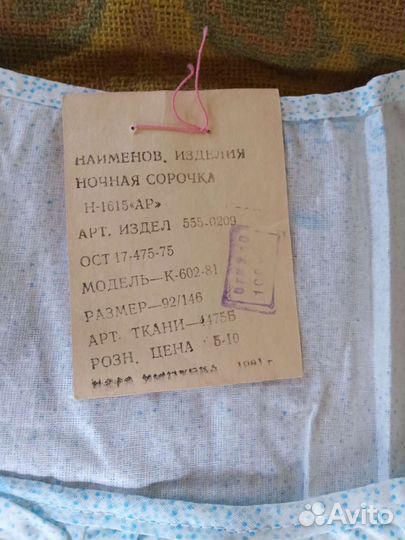 НАИМЕНОВ. ИЗДЕЛИЯ
НОЧНАЯ СОРОЧКА
Н-1615«АР»
АРТ. ИЗДЕЛ 555-0209
ОСТ 17-475-75
МОДЕЛЬ—К-602-81
РАЗМЕР—92/146
АРТ. ТКАНИ—4475Б
РОЗН. ЦЕНА 5-10
1981 г
Avito